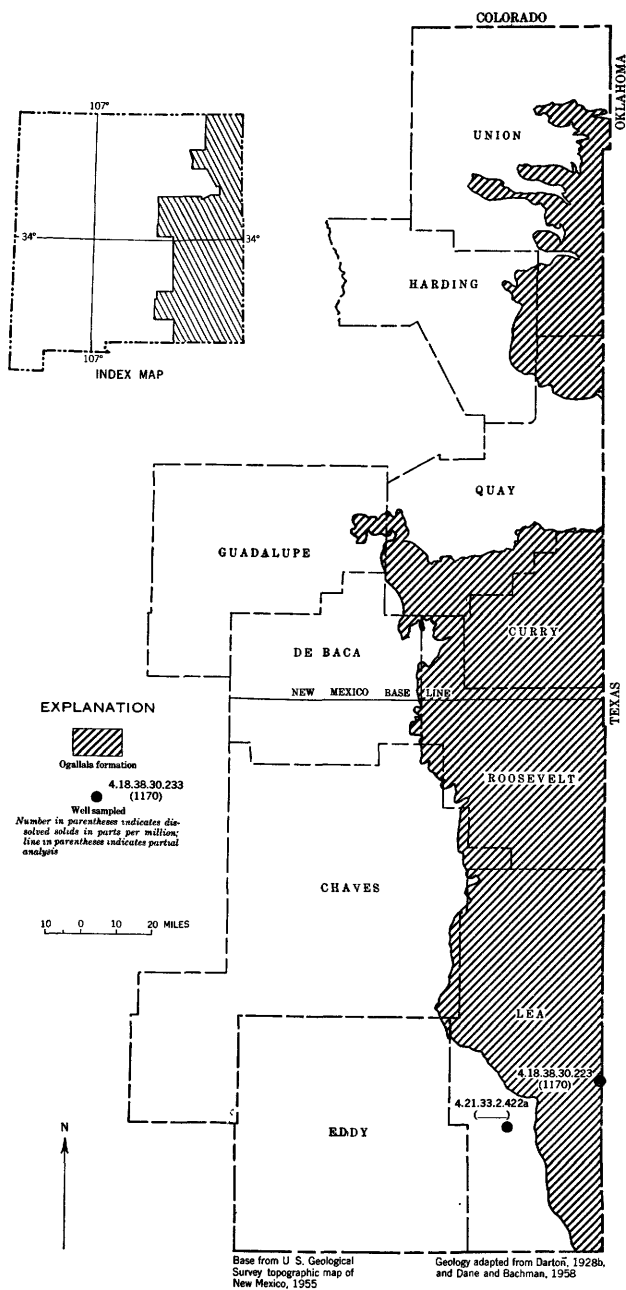 COLORADO
OKLAHOMA
UNION
107°
34°
34°
107°
INDEX MAP
HARDING
QUAY
GUADALUPE
CURRY
DE BACA
NEW MEXICO BASE LINE
TEXAS
EXPLANATION
Ogallala formation
4.18.38.30.233
(1170)
Well sampled
Number in parentheses indicates dis-
solved solids in parts per million;
line in parentheses indicates partial
analysis
ROOSEVELT
CHAVES
10 0 10 20 MILES
LEA
4.18.38.30.223
(1170)
4.21.33.2.422a
(—)
N
EDDY
Base from U S. Geological
Survey topographic map of
New Mexico, 1955
Geology adapted from Darton, 1928b,
and Dane and Bachman, 1958